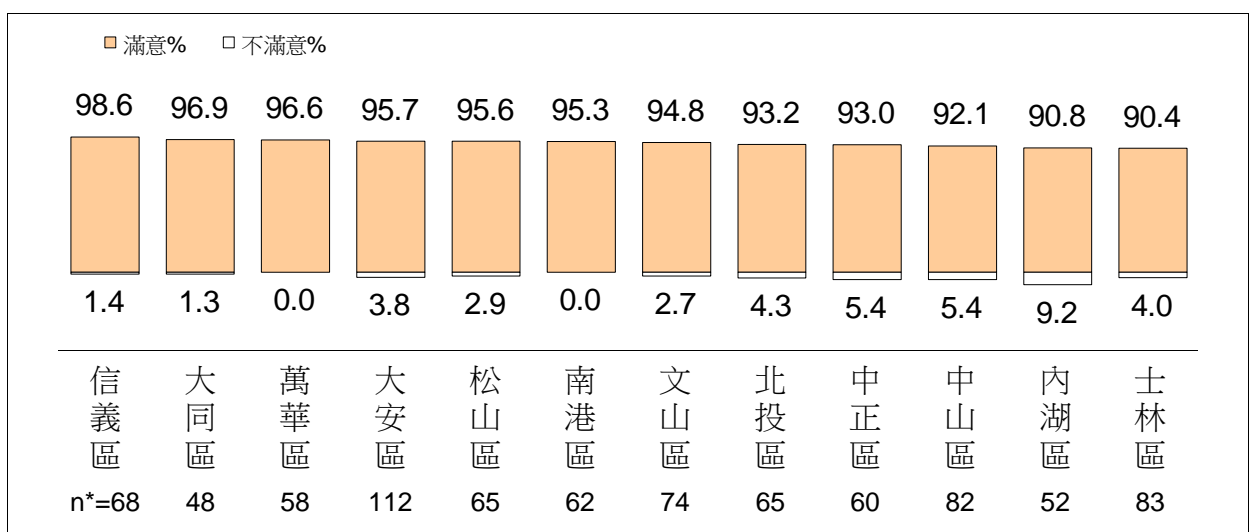 滿意% 不滿意%
98.6 96.9 96.6 95.7 95.6 95.3 94.8 93.2 93.0 92.1 90.8 90.4
1.4 1.3 0.0 3.8 2.9 0.0 2.7 4.3 5.4 5.4 9.2 4.0
信義區 大同區 萬華區 大安區 松山區 南港區 文山區 北投區 中正區 中山區 內湖區 士林區
n*=68 48 58 112 65 62 74 65 60 82 52 83